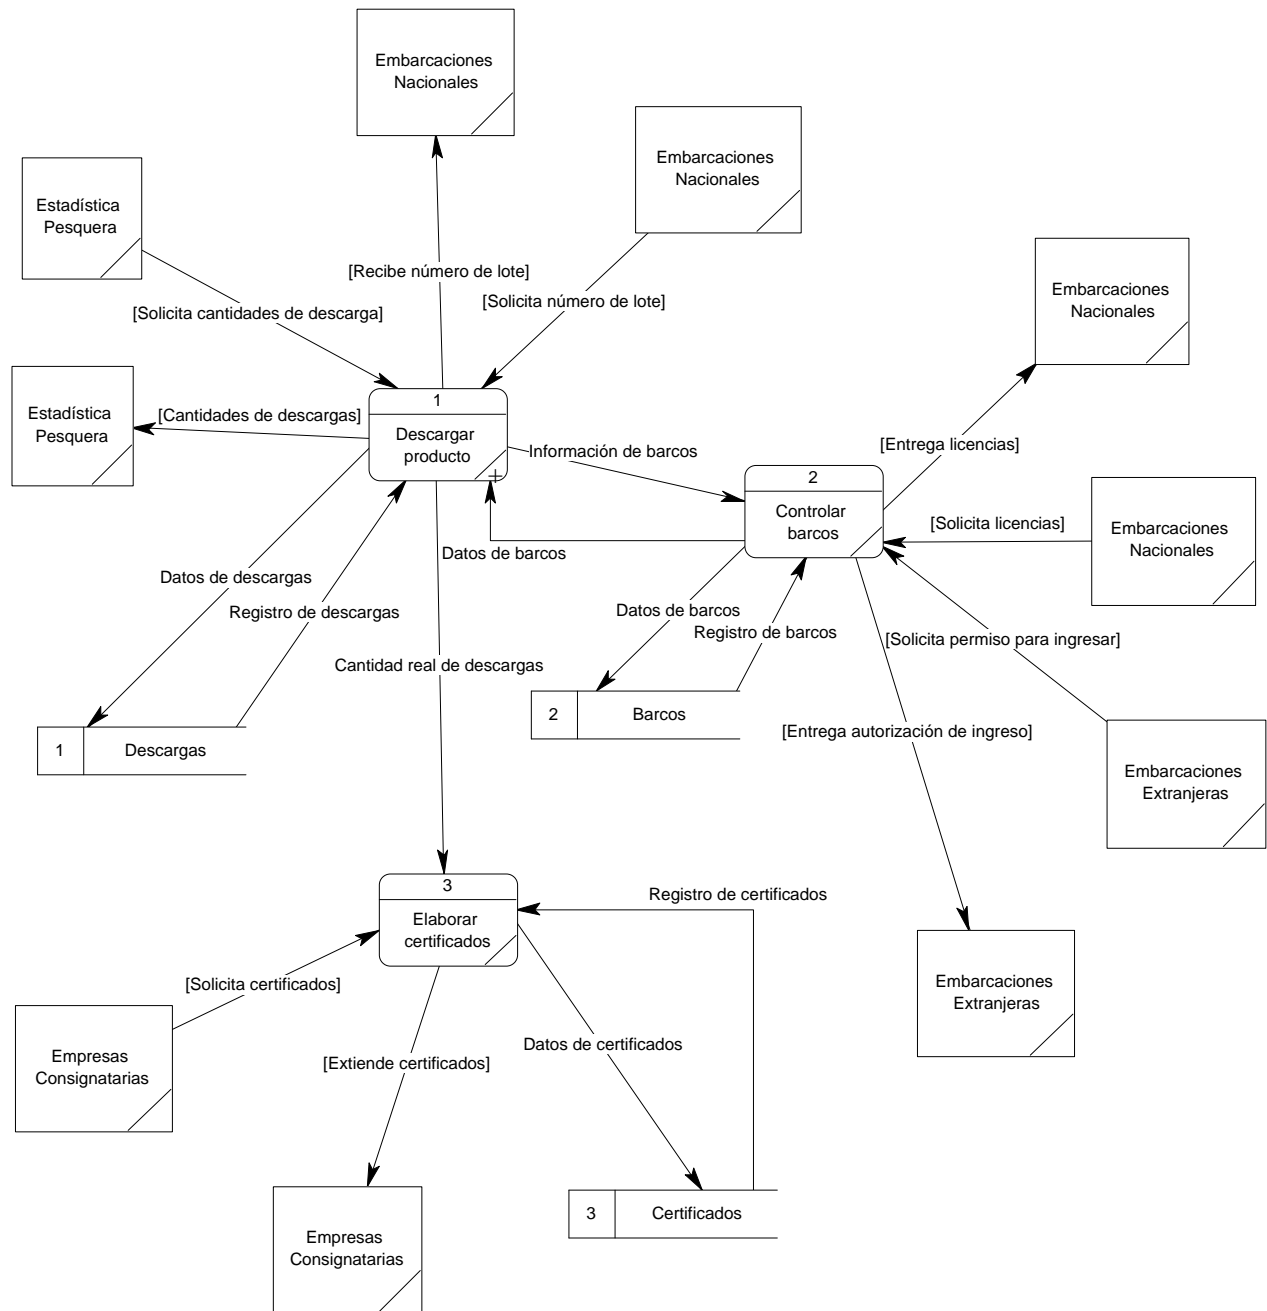 Embarcaciones
Nacionales
Embarcaciones
Nacionales
Estadística
Pesquera
[Recibe número de lote]
[Solicita número de lote]
[Solicita cantidades de descarga]
Embarcaciones
Nacionales
Estadística
Pesquera
[Cantidades de descargas]
1
Descargar
producto
+
Información de barcos
[Entrega licencias]
2
Controlar
barcos
[Solicita licencias]
Embarcaciones
Nacionales
Datos de barcos
Datos de descargas
Registro de descargas
Datos de barcos
Registro de barcos
[Solicita permiso para ingresar]
Cantidad real de descargas
2
Barcos
[Entrega autorización de ingreso]
1
Descargas
Embarcaciones
Extranjeras
3
Elaborar
certificados
Registro de certificados
[Solicita certificados]
Embarcaciones
Extranjeras
Empresas
Consignatarias
[Extiende certificados]
Datos de certificados
3
Certificados
Empresas
Consignatarias